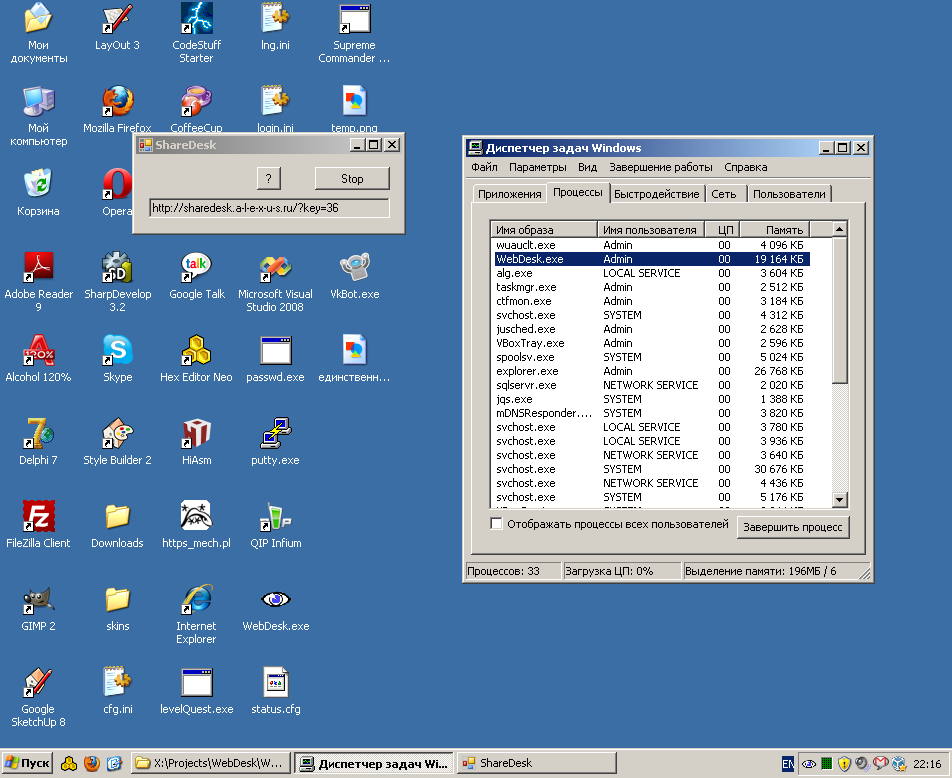 Мои документы
LayOut 3
CodeStuff Starter
lng.ini
Supreme Commander ...
Мой компьютер
Mozilla Firefox
CoffeeCup
login.ini
temp.png
Корзина
Opera
Adobe Reader 9
SharpDevelop 3.2
Google Talk
Microsoft Visual Studio 2008
VkBot.exe
Alcohol 120%
Skype
Hex Editor Neo
passwd.exe
единственн...
Delphi 7
Style Builder 2
HiAsm
putty.exe
FileZilla Client
Downloads
https_mech.pl
QIP Infium
GIMP 2
skins
Internet Explorer
WebDesk.exe
Google SketchUp 8
cfg.ini
levelQuest.exe
status.cfg
ShareDesk
?
Stop
http://sharedesk.a-l-e-x-u-s.ru/?key=36
Диспетчер задач Windows
Файл Параметры Вид Завершение работы Справка
Приложения Процессы Быстродействие Сеть Пользователи
Имя образа Имя пользователя ЦП Память
wuauclt.exe Admin 00 4 096 КБ
WebDesk.exe Admin 00 19 164 КБ
alg.exe LOCAL SERVICE 00 3 604 КБ
taskmgr.exe Admin 00 2 512 КБ
ctfmon.exe Admin 00 3 184 КБ
svchost.exe SYSTEM 00 4 312 КБ
jusched.exe Admin 00 2 628 КБ
VBoxTray.exe Admin 00 2 596 КБ
spoolsv.exe SYSTEM 00 5 024 КБ
explorer.exe Admin 00 26 768 КБ
sqlservr.exe NETWORK SERVICE 00 2 020 КБ
jqs.exe SYSTEM 00 1 388 КБ
mDNSResponder.... SYSTEM 00 3 820 КБ
svchost.exe LOCAL SERVICE 00 3 780 КБ
svchost.exe LOCAL SERVICE 00 3 936 КБ
svchost.exe NETWORK SERVICE 00 3 640 КБ
svchost.exe SYSTEM 00 30 676 КБ
svchost.exe NETWORK SERVICE 00 4 436 КБ
svchost.exe SYSTEM 00 5 176 КБ
Отображать процессы всех пользователей
Завершить процесс
Процессов: 33 Загрузка ЦП: 0% Выделение памяти: 196МБ / 6
Пуск
X:\Projects\WebDesk\W...
Диспетчер задач Win...
ShareDesk
EN
22:16